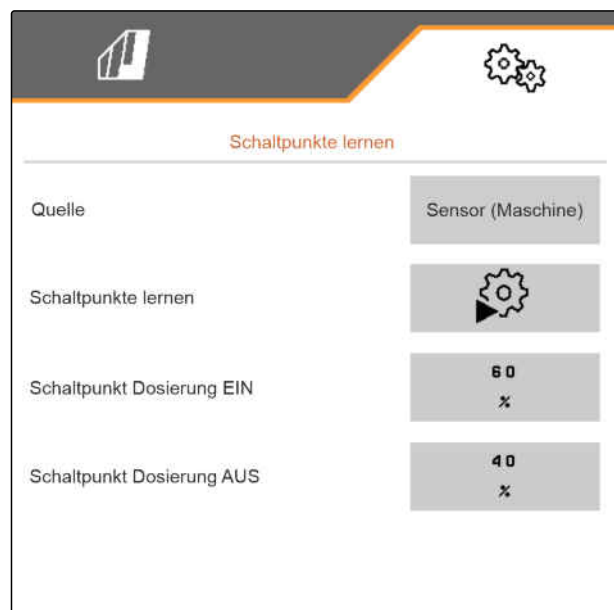 Schaltpunkte lernen
Quelle
Sensor (Maschine)
Schaltpunkte lernen
Schaltpunkt Dosierung EIN
60
%
Schaltpunkt Dosierung AUS
40
%